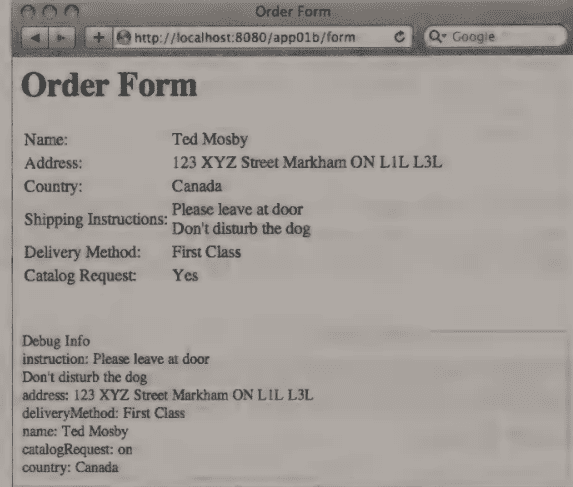 Order Form
http://localhost:8080/app01b/form
Google
Order Form
Name: Ted Mosby
Address: 123 XYZ Street Markham ON L1L L3L
Country: Canada
Shipping Instructions: Please leave at door
Don't disturb the dog
Delivery Method: First Class
Catalog Request: Yes
Debug Info
instruction: Please leave at door
Don't disturb the dog
address: 123 XYZ Street Markham ON L1L L3L
deliveryMethod: First Class
name: Ted Mosby
catalogRequest: on
country: Canada